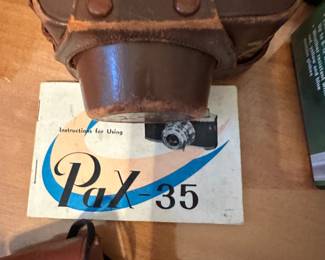 Instructions for Using
PaX-35